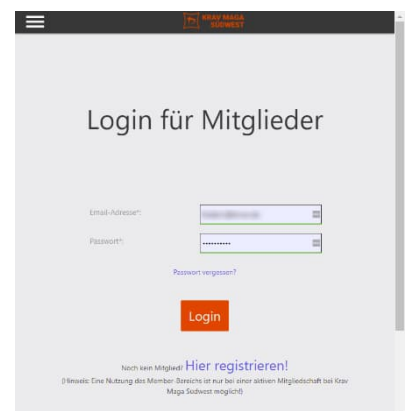 KRAV MAGA
SÜDWEST
Login für Mitglieder
Email-Adresse*:
Passwort*:
Passwort vergessen?
Login
Noch kein Mitglied? Hier registrieren!
(Hinweis: Eine Nutzung des Member-Bereichs ist nur bei einer aktiven Mitgliedschaft bei Krav
Maga Südwest möglich!)